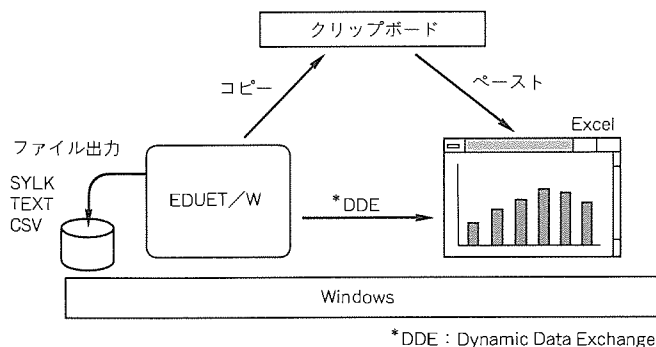 クリップボード
コピー
ペースト
Excel
ファイル出力
SYLK
TEXT
CSV
EDUET／W
*DDE
Windows
*DDE：Dynamic Data Exchange